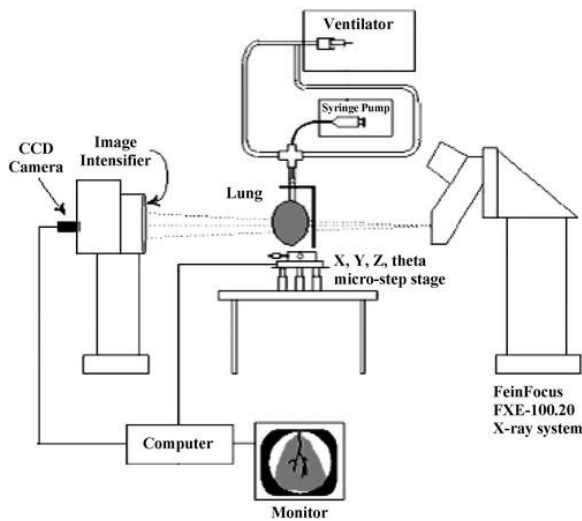 Ventilator
Syringe Pump
CCD
Camera
Image
Intensifier
Lung
X, Y, Z, theta
micro-step stage
FeinFocus
FXE-100.20
X-ray system
Computer
Monitor